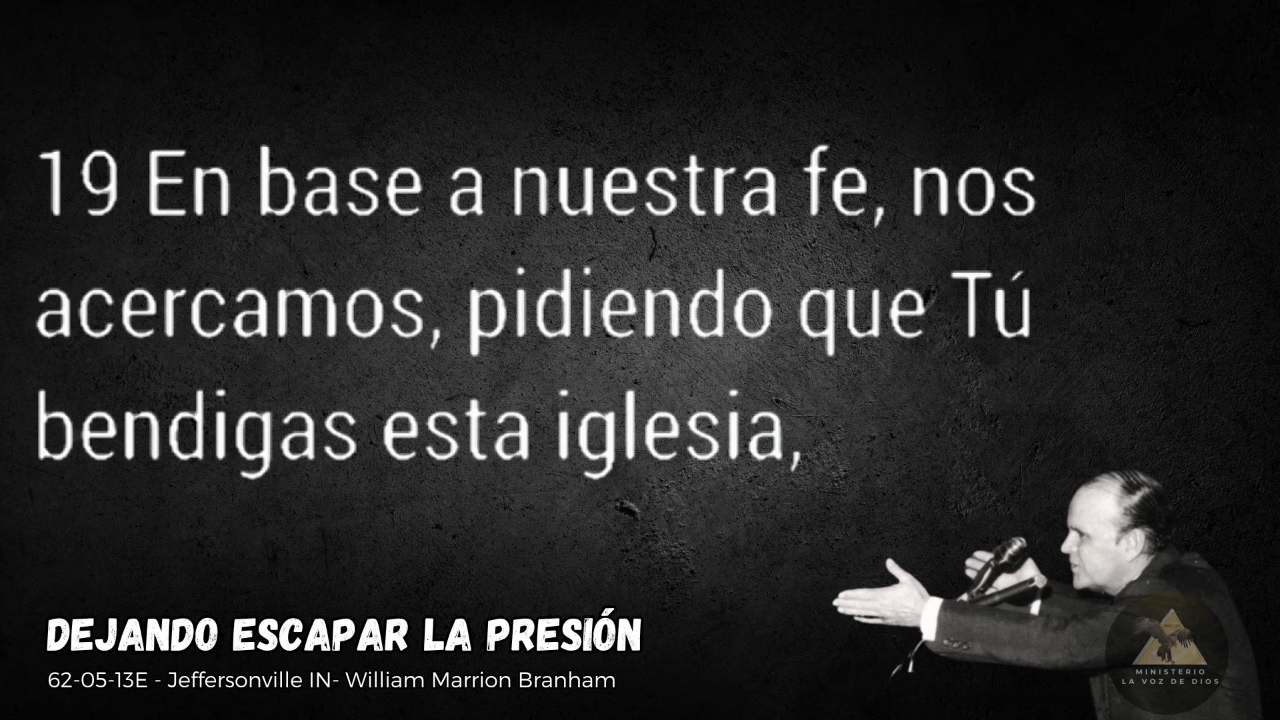 19 En base a nuestra fe, nos
acercamos, pidiendo que Tú
bendigas esta iglesia,
DEJANDO ESCAPAR LA PRESIÓN
62-05-13E - Jeffersonville IN- William Marrion Branham
MINISTERIO
LA VOZ DE DIOS